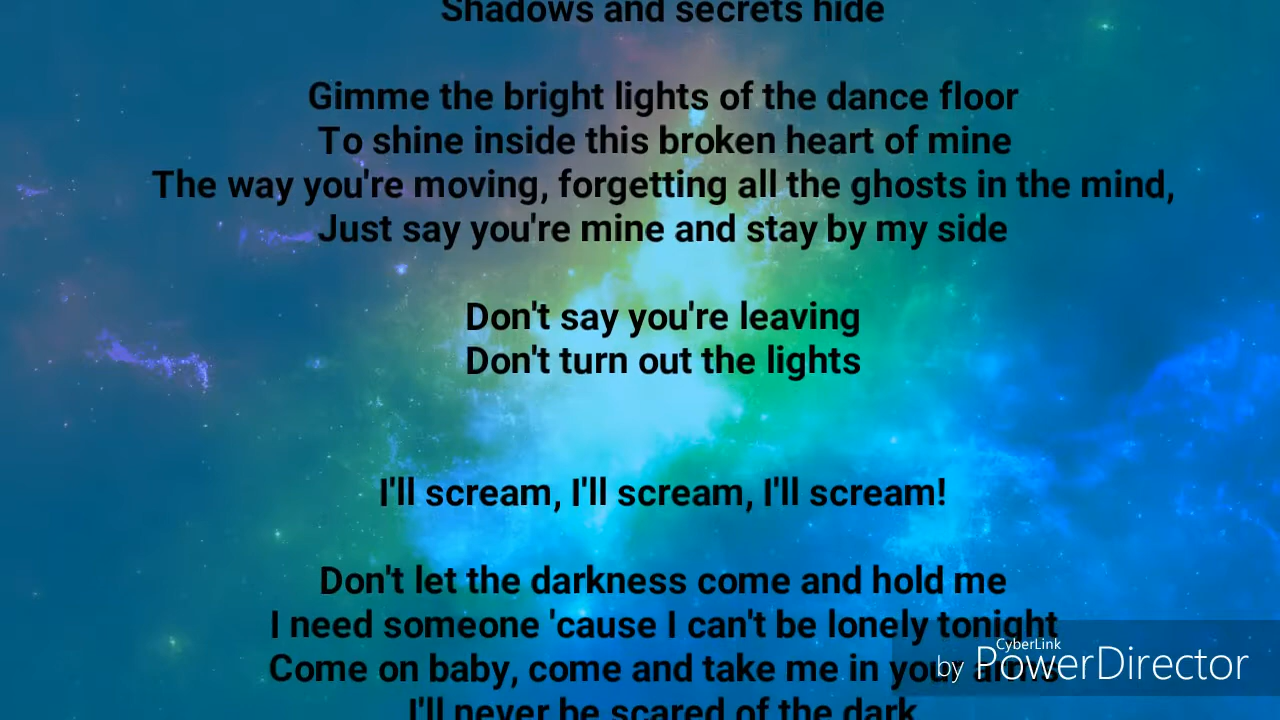 Shadows and secrets hide
Gimme the bright lights of the dance floor
To shine inside this broken heart of mine
The way you're moving, forgetting all the ghosts in the mind,
Just say you're mine and stay by my side
Don't say you're leaving
Don't turn out the lights
I'll scream, I'll scream, I'll scream!
Don't let the darkness come and hold me
I need someone 'cause I can't be lonely tonight
Come on baby, come and take me in your arms
I'll never be scared of the dark
CyberLink
by PowerDirector